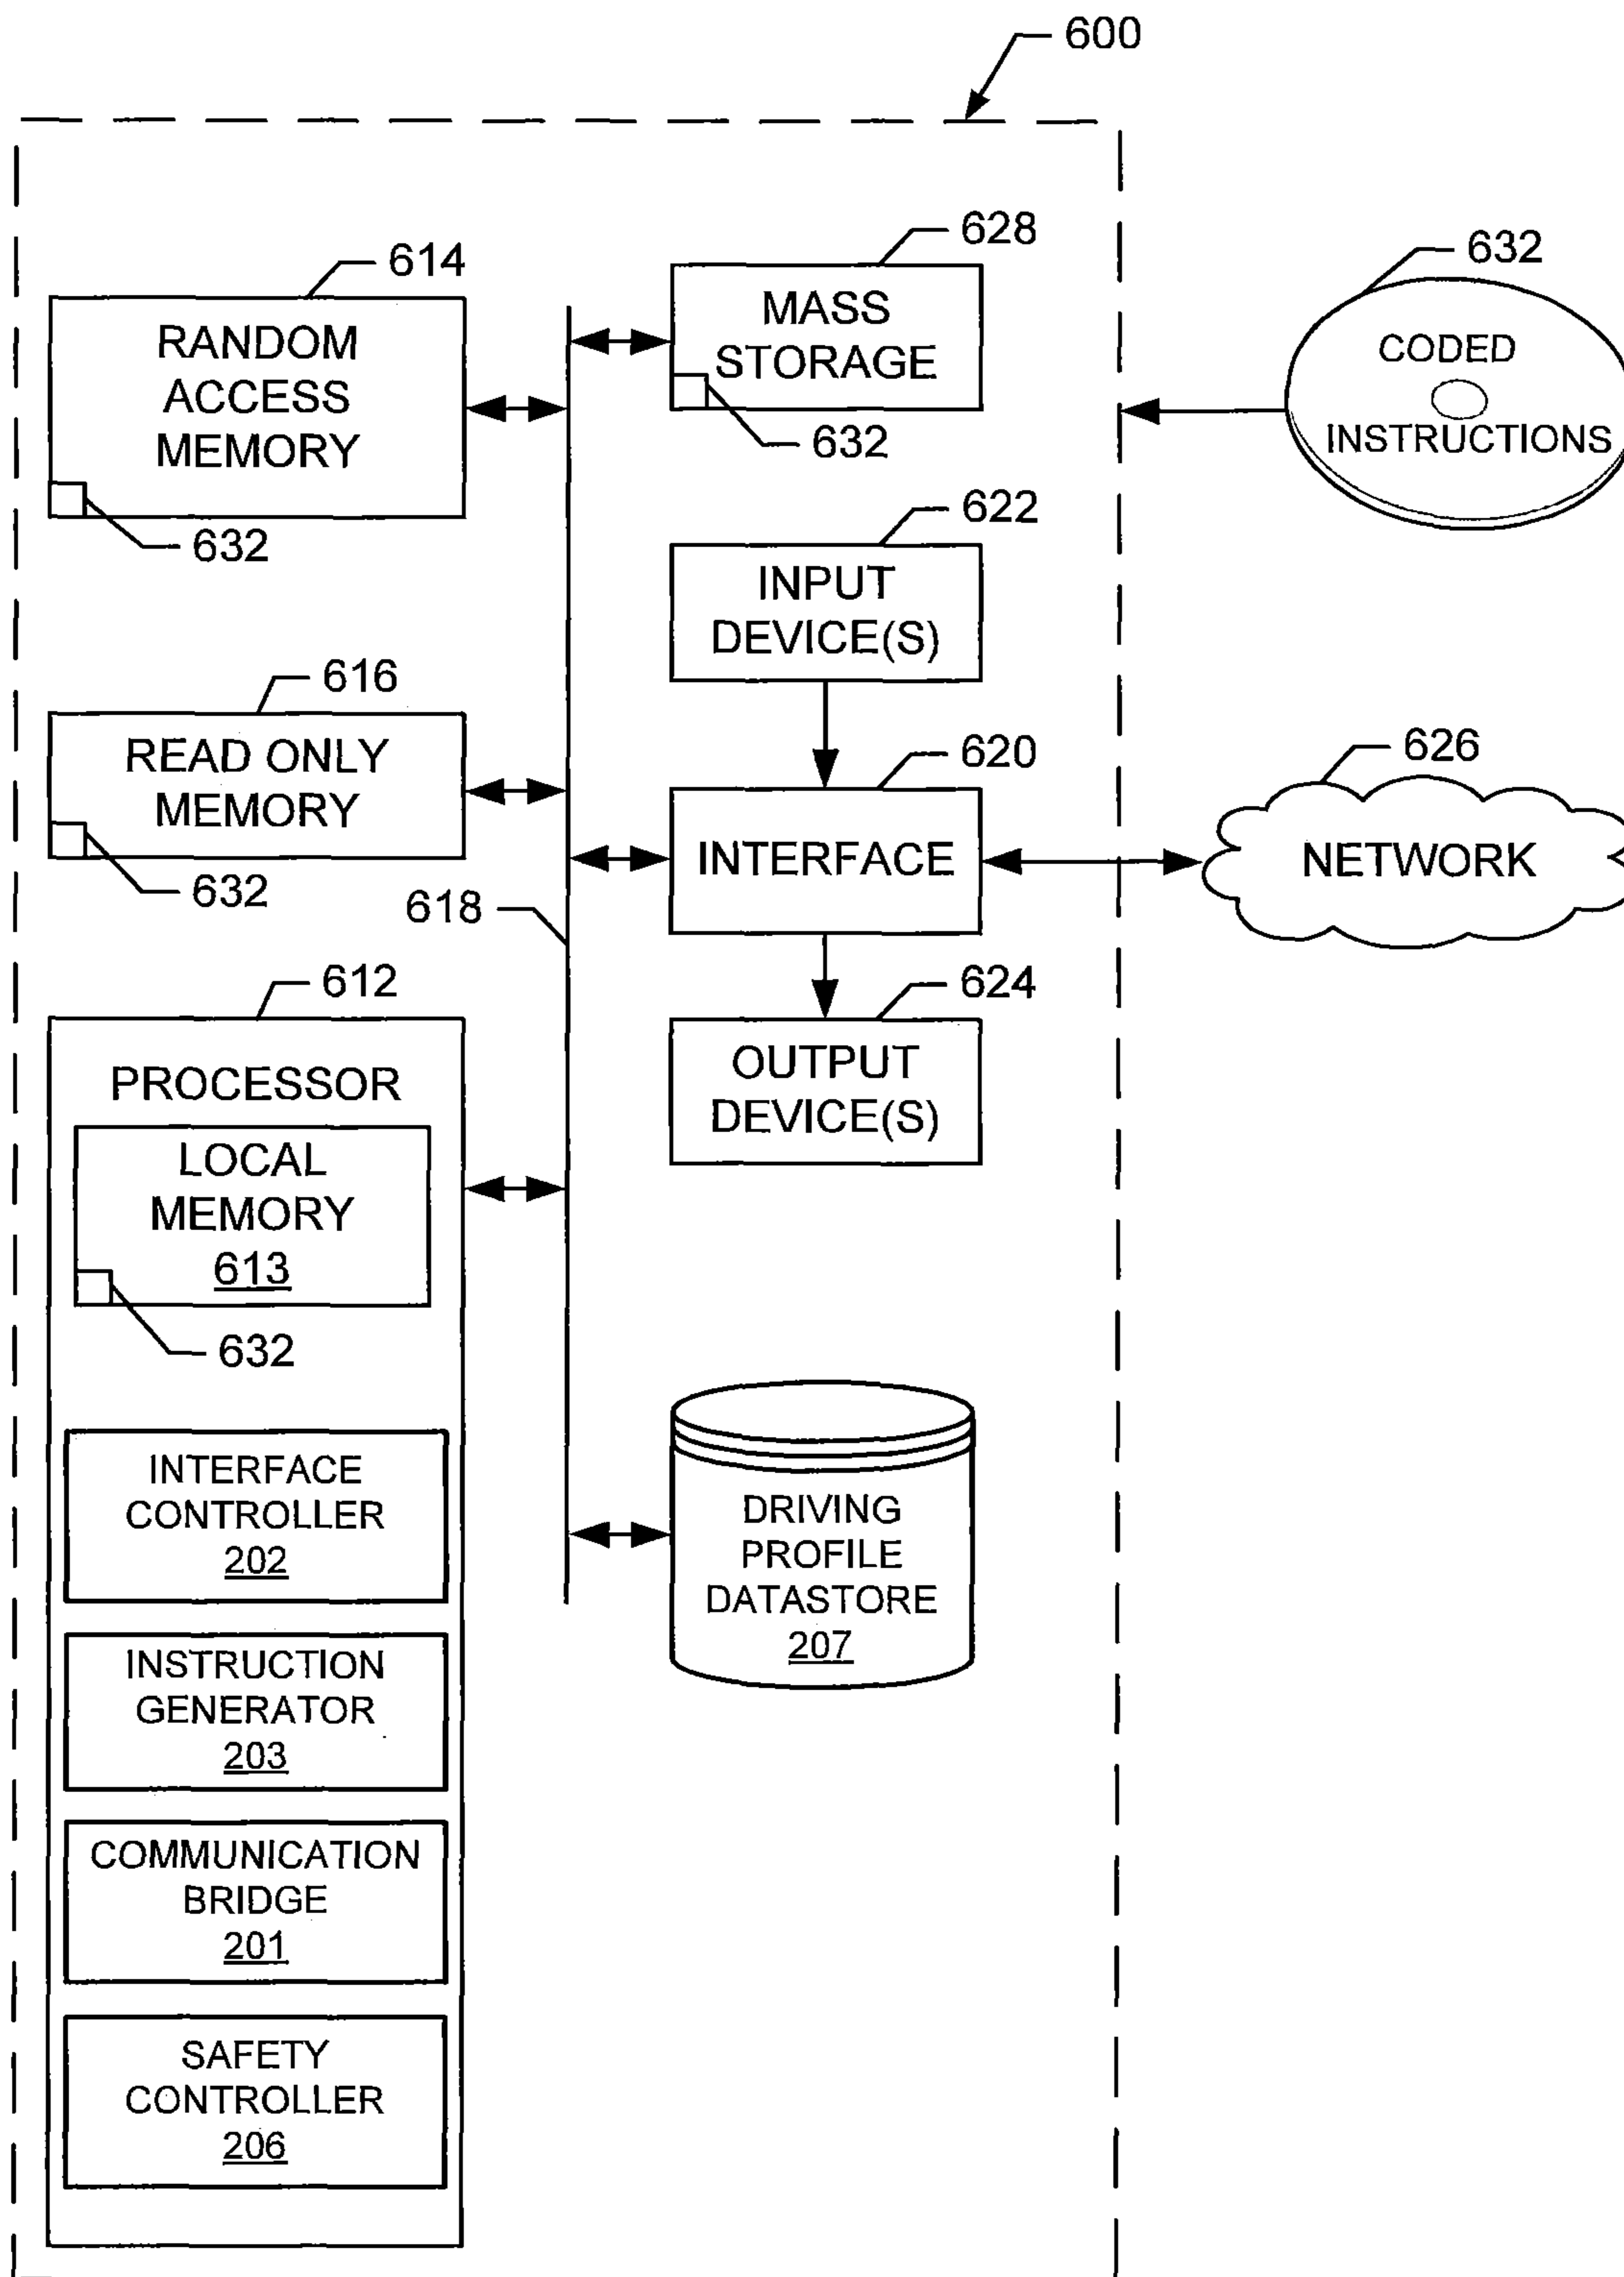 600
614
RANDOM
ACCESS
MEMORY
632
628
MASS
STORAGE
632
632
CODED
INSTRUCTIONS
622
INPUT
DEVICE(S)
616
READ ONLY
MEMORY
632
620
INTERFACE
626
NETWORK
618
624
OUTPUT
DEVICE(S)
612
PROCESSOR
LOCAL
MEMORY
613
632
INTERFACE
CONTROLLER
202
INSTRUCTION
GENERATOR
203
COMMUNICATION
BRIDGE
201
SAFETY
CONTROLLER
206
DRIVING
PROFILE
DATASTORE
207